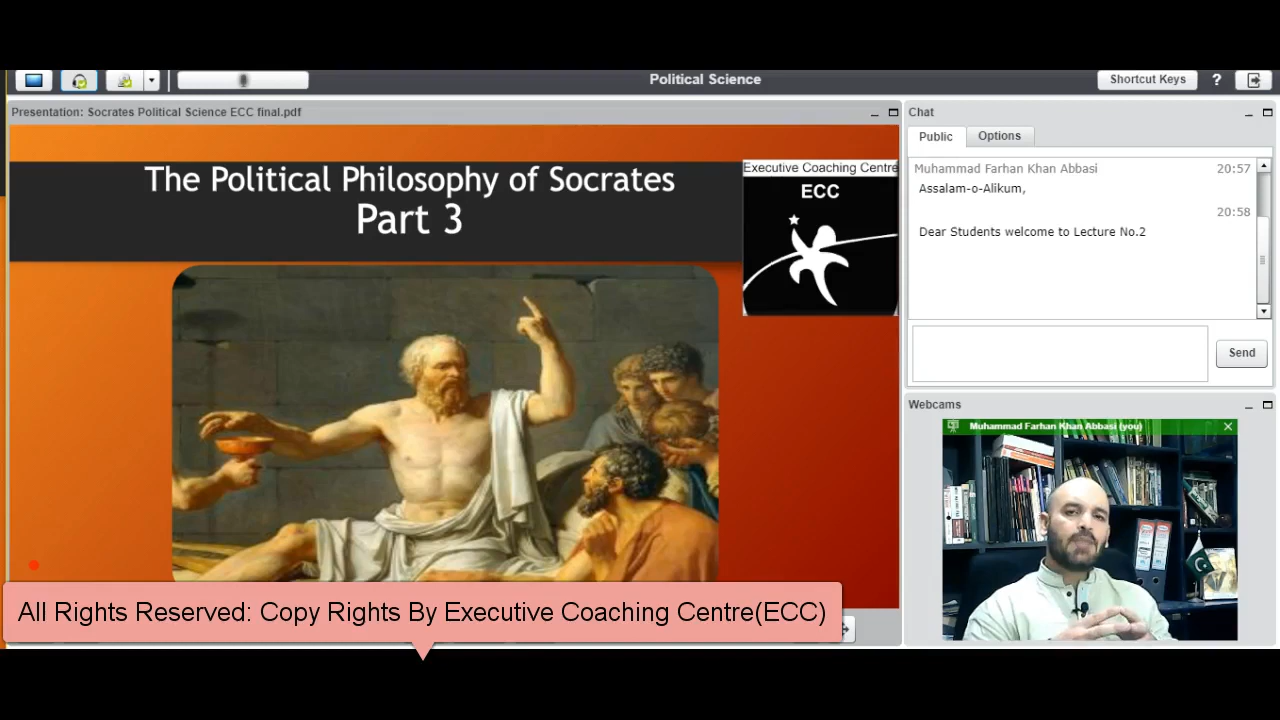 Political Science
Shortcut Keys
?
Presentation: Socrates Political Science ECC final.pdf
The Political Philosophy of Socrates
Part 3
Executive Coaching Centre
ECC
Chat
Public
Options
Muhammad Farhan Khan Abbasi 20:57
Assalam-o-Alikum,
20:58
Dear Students welcome to Lecture No.2
Send
Webcams
Muhammad Farhan Khan Abbasi (you)
All Rights Reserved: Copy Rights By Executive Coaching Centre(ECC)